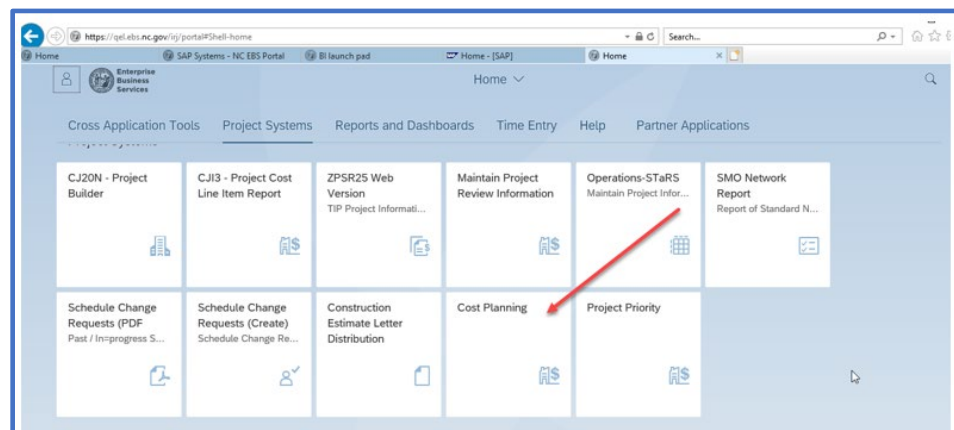 https://qel.ebs.nc.gov/irj/portal#Shell-home
Search...
Home
SAP Systems - NC EBS Portal
BI launch pad
Home - [SAP]
Home
Enterprise
Business
Services
Home
Cross Application Tools
Project Systems
Reports and Dashboards
Time Entry
Help
Partner Applications
Project Systems
CJ20N - Project
Builder
CJI3 - Project Cost
Line Item Report
ZPSR25 Web
Version
TIP Project Informati...
Maintain Project
Review Information
Operations-STaRS
Maintain Project Infor...
SMO Network
Report
Report of Standard N...
Schedule Change
Requests (PDF
Past / In=progress S...
Schedule Change
Requests (Create)
Schedule Change Re...
Construction
Estimate Letter
Distribution
Cost Planning
Project Priority